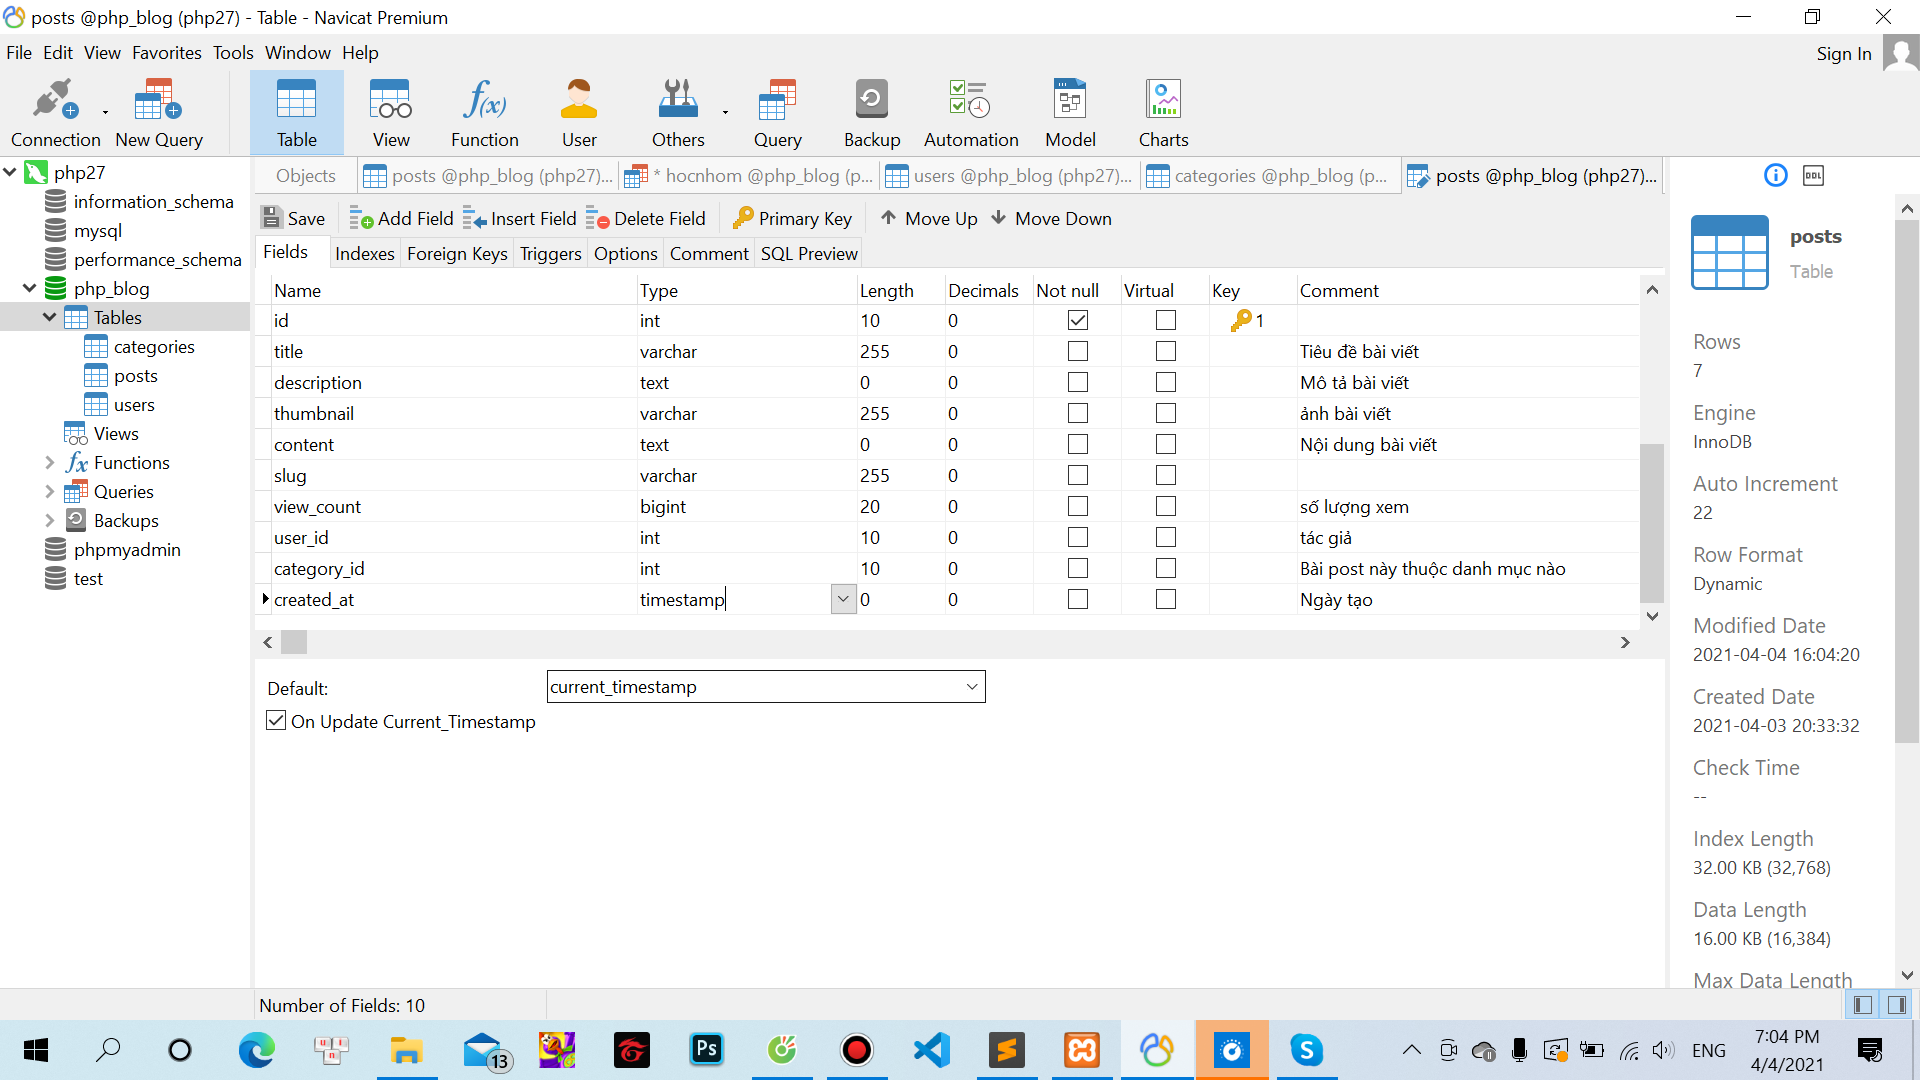 posts @php_blog (php27) - Table - Navicat Premium
File Edit View Favorites Tools Window Help
Sign In
Connection New Query Table View Function User Others Query Backup Automation Model Charts
Objects posts @php_blog (php27)... * hocnhom @php_blog (p... users @php_blog (php27)... categories @php_blog (p... posts @php_blog (php27)...
DDL
Save Add Field Insert Field Delete Field Primary Key Move Up Move Down
Fields Indexes Foreign Keys Triggers Options Comment SQL Preview
php27
information_schema
mysql
performance_schema
php_blog
Tables
categories
posts
users
Views
Functions
Queries
Backups
phpmyadmin
test
Name Type Length Decimals Not null Virtual Key Comment
id int 10 0 1
title varchar 255 0 Tiêu đề bài viết
description text 0 0 Mô tả bài viết
thumbnail varchar 255 0 ảnh bài viết
content text 0 0 Nội dung bài viết
slug varchar 255 0
view_count bigint 20 0 số lượng xem
user_id int 10 0 tác giả
category_id int 10 0 Bài post này thuộc danh mục nào
created_at timestamp 0 0 Ngày tạo
Default: current_timestamp
On Update Current_Timestamp
posts
Table
Rows
7
Engine
InnoDB
Auto Increment
22
Row Format
Dynamic
Modified Date
2021-04-04 16:04:20
Created Date
2021-04-03 20:33:32
Check Time
--
Index Length
32.00 KB (32,768)
Data Length
16.00 KB (16,384)
Max Data Length
Number of Fields: 10
13
Ps
ENG
7:04 PM
4/4/2021